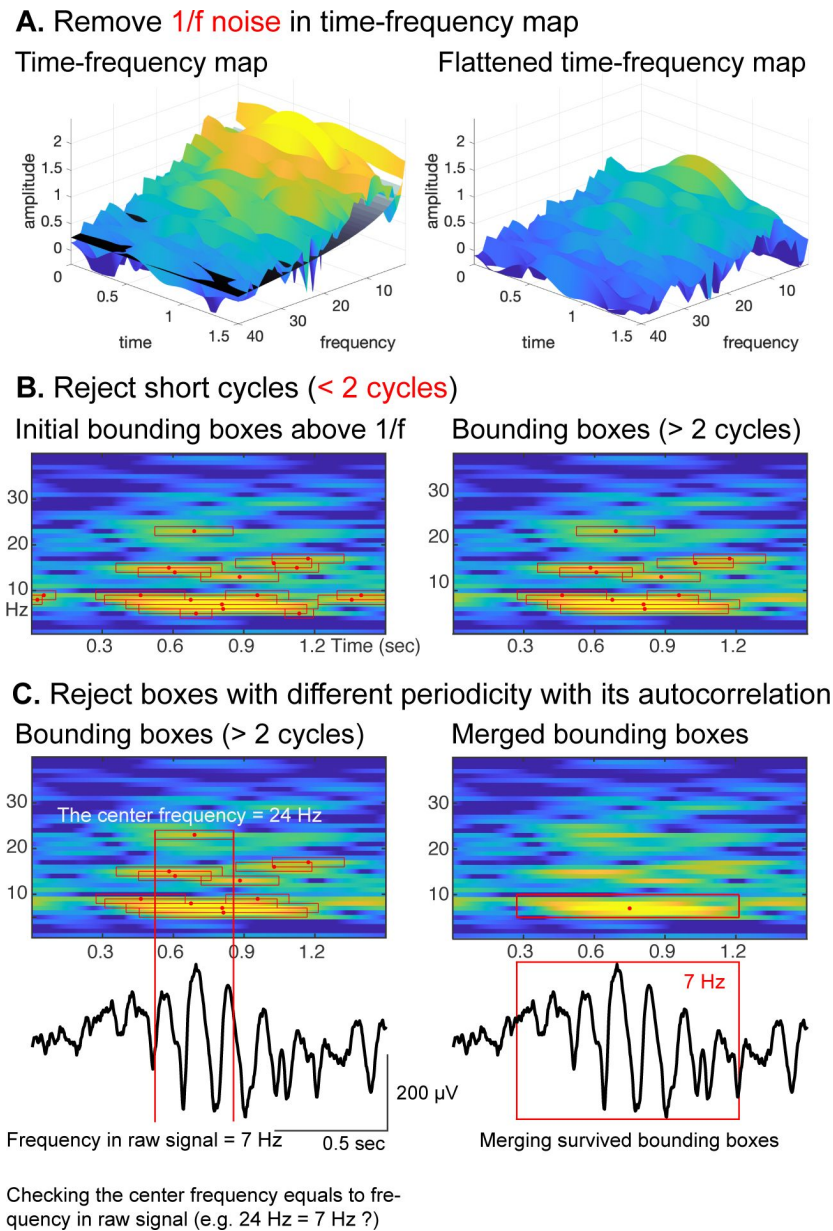 A. Remove 1/f noise in time-frequency map
Time-frequency map
Flattened time-frequency map
amplitude
2
1.5
1
0.5
0
0
0.5
1
1.5
time
40
30
20
10
frequency
amplitude
2
1.5
1
0.5
0
0
0.5
1
1.5
time
40
30
20
10
frequency
B. Reject short cycles (< 2 cycles)
Initial bounding boxes above 1/f
Bounding boxes (> 2 cycles)
30
20
10
Hz
0.3 0.6 0.9 1.2 Time (sec)
30
20
10
0.3 0.6 0.9 1.2
C. Reject boxes with different periodicity with its autocorrelation
Bounding boxes (> 2 cycles)
Merged bounding boxes
The center frequency = 24 Hz
30
20
10
0.3 0.6 0.9 1.2
30
20
10
0.3 0.6 0.9 1.2
7 Hz
200 µV
Frequency in raw signal = 7 Hz
0.5 sec
Merging survived bounding boxes
Checking the center frequency equals to fre-
quency in raw signal (e.g. 24 Hz = 7 Hz ?)